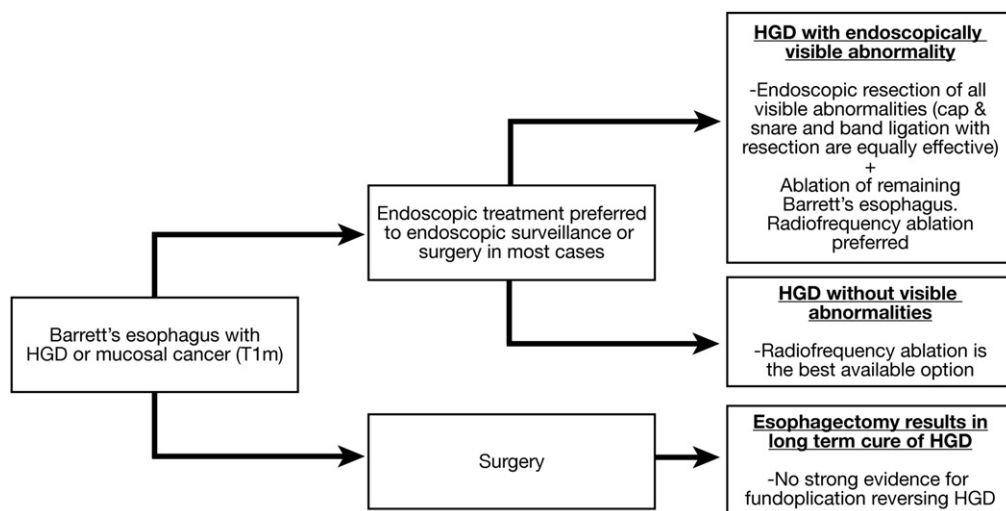 Barrett's esophagus with
HGD or mucosal cancer (T1m)
Endoscopic treatment preferred
to endoscopic surveillance or
surgery in most cases
HGD with endoscopically
visible abnormality
-Endoscopic resection of all
visible abnormalities (cap &
snare and band ligation with
resection are equally effective)
+
Ablation of remaining
Barrett's esophagus.
Radiofrequency ablation
preferred
HGD without visible
abnormalities
-Radiofrequency ablation is
the best available option
Surgery
Esophagectomy results in
long term cure of HGD
-No strong evidence for
fundoplication reversing HGD